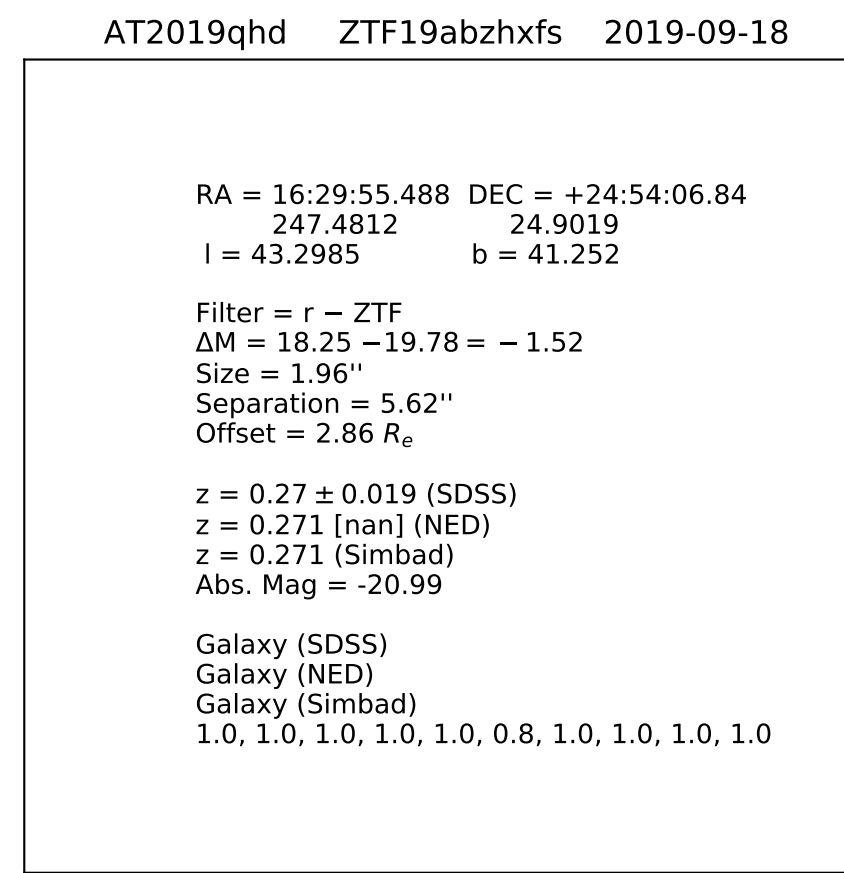 AT2019qhd ZTF19abzhxfs 2019-09-18
RA = 16:29:55.488 DEC = +24:54:06.84
247.4812 24.9019
l = 43.2985 b = 41.252
Filter = r − ZTF
ΔM = 18.25 −19.78 = − 1.52
Size = 1.96''
Separation = 5.62''
Offset = 2.86 Re
z = 0.27 ± 0.019 (SDSS)
z = 0.271 [nan] (NED)
z = 0.271 (Simbad)
Abs. Mag = -20.99
Galaxy (SDSS)
Galaxy (NED)
Galaxy (Simbad)
1.0, 1.0, 1.0, 1.0, 1.0, 0.8, 1.0, 1.0, 1.0, 1.0